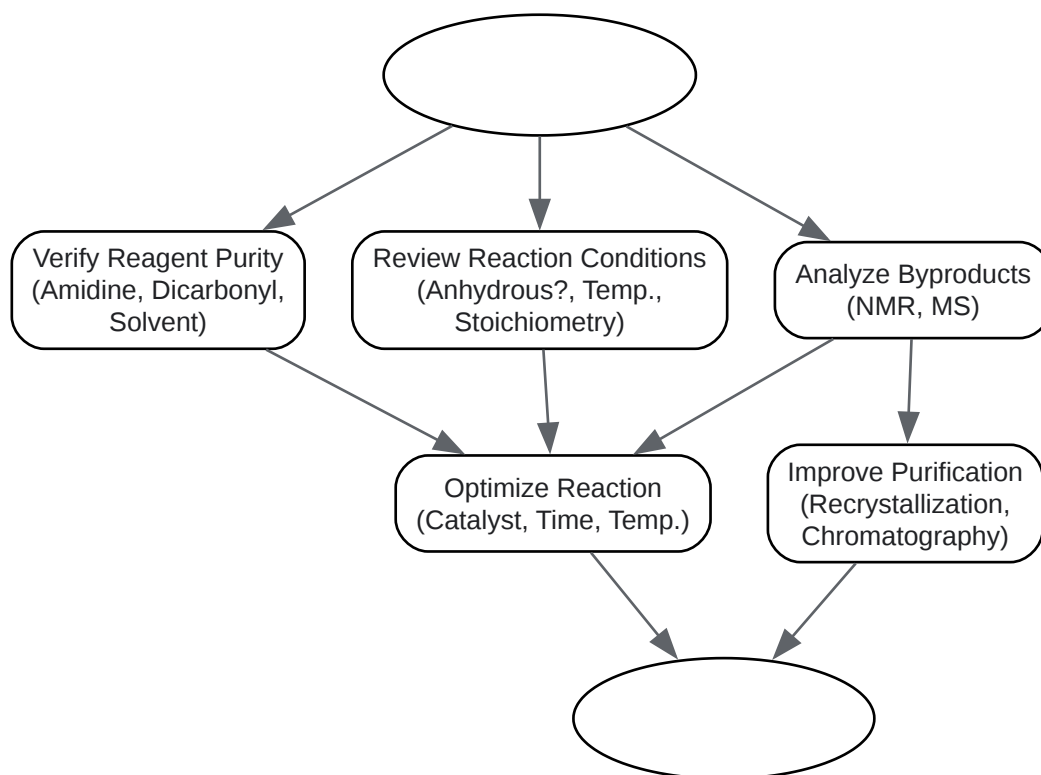 Verify Reagent Purity
(Amidine, Dicarbonyl,
Solvent)
Review Reaction Conditions
(Anhydrous?, Temp.,
Stoichiometry)
Analyze Byproducts
(NMR, MS)
Optimize Reaction
(Catalyst, Time, Temp.)
Improve Purification
(Recrystallization,
Chromatography)